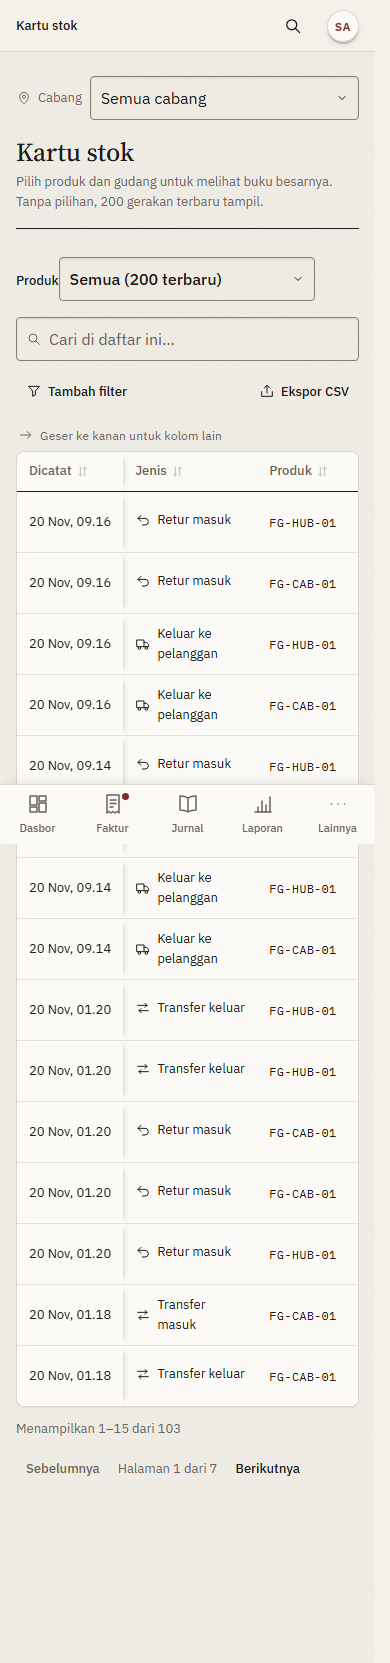 Kartu stok
SA
Cabang
Semua cabang
Kartu stok
Pilih produk dan gudang untuk melihat buku besarnya.
Tanpa pilihan, 200 gerakan terbaru tampil.
Produk
Semua (200 terbaru)
Cari di daftar ini...
Tambah filter
Ekspor CSV
Geser ke kanan untuk kolom lain
Dicatat Jenis Produk
20 Nov, 09.16 Retur masuk FG-HUB-01
20 Nov, 09.16 Retur masuk FG-CAB-01
20 Nov, 09.16 Keluar ke pelanggan FG-HUB-01
20 Nov, 09.16 Keluar ke pelanggan FG-CAB-01
20 Nov, 09.14 Retur masuk FG-HUB-01
Dasbor Faktur Jurnal Laporan Lainnya
20 Nov, 09.14 Keluar ke pelanggan FG-HUB-01
20 Nov, 09.14 Keluar ke pelanggan FG-CAB-01
20 Nov, 01.20 Transfer keluar FG-HUB-01
20 Nov, 01.20 Transfer keluar FG-HUB-01
20 Nov, 01.20 Retur masuk FG-CAB-01
20 Nov, 01.20 Retur masuk FG-CAB-01
20 Nov, 01.20 Retur masuk FG-HUB-01
20 Nov, 01.18 Transfer masuk FG-CAB-01
20 Nov, 01.18 Transfer keluar FG-CAB-01
Menampilkan 1–15 dari 103
Sebelumnya Halaman 1 dari 7 Berikutnya